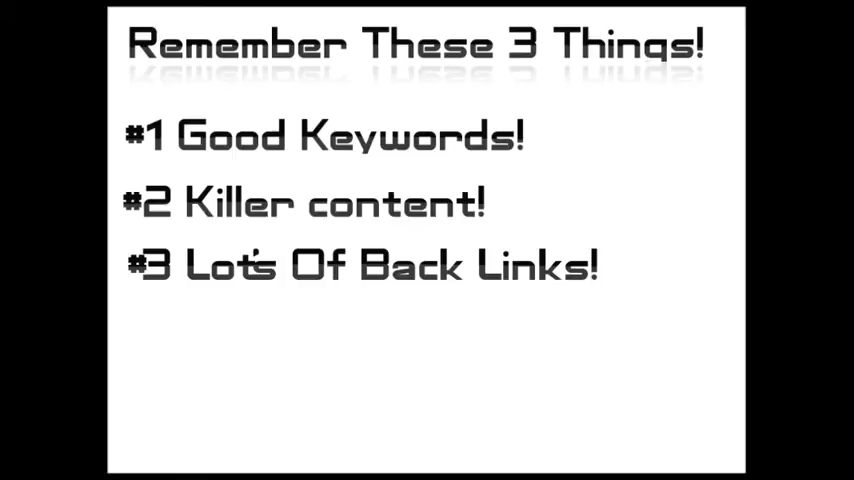 Remember These 3 Things!
#1 Good Keywords!
#2 Killer content!
#3 Lot's Of Back Links!